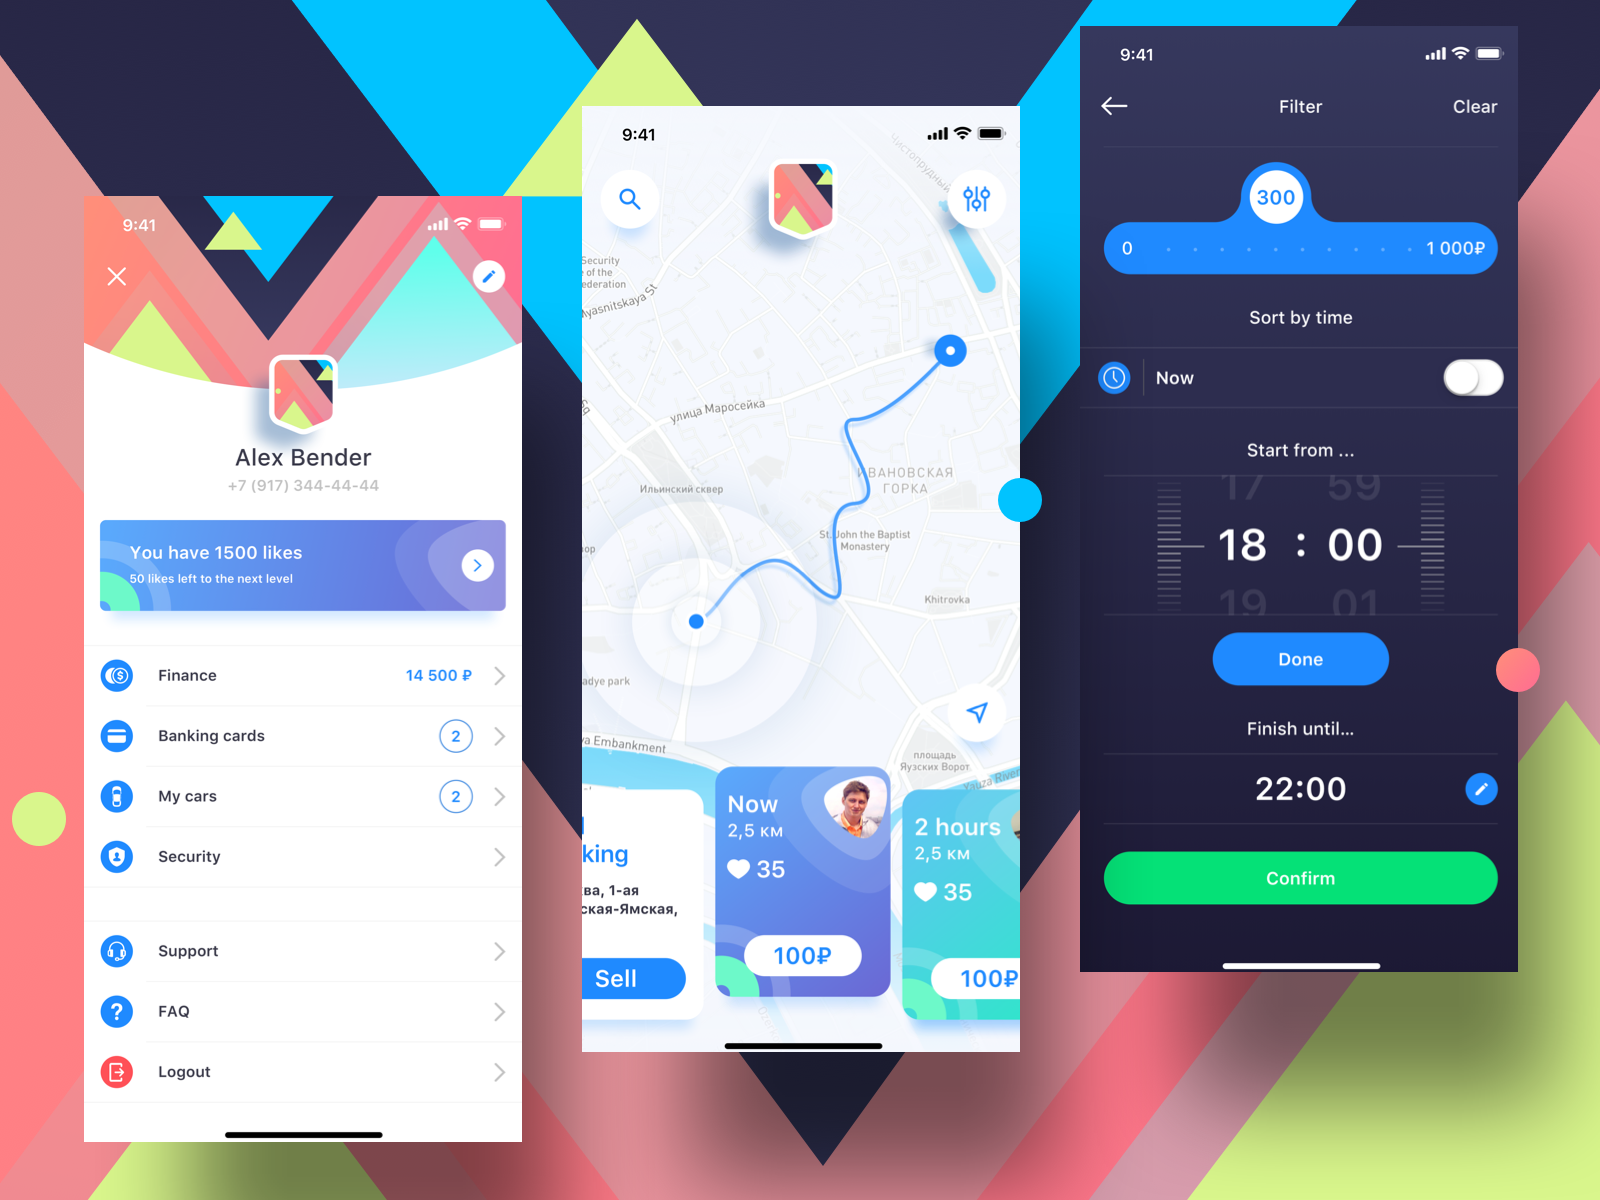 9:41
Alex Bender
+7 (917) 344-44-44
You have 1500 likes
50 likes left to the next level
Finance
14 500 ₽
Banking cards
2
My cars
2
Security
Support
FAQ
Logout
9:41
Чистопрудный
Security
of the
ederation
Myasnitskaya St
улица Маросейка
ИВАНОВСКАЯ
ГОРКА
Ильинский сквер
St. John the Baptist
Monastery
Khitrovka
adye park
a Embankment
площадь
Яузских Ворот
Yauza River
king
ва, 1-ая
ская-Ямская,
Sell
Now
2,5 км
35
100₽
2 hours
2,5 км
35
100₽
9:41
Filter
Clear
300
0
1 000₽
Sort by time
Now
Start from ...
17 59
18 : 00
19 01
Done
Finish until...
22:00
Confirm